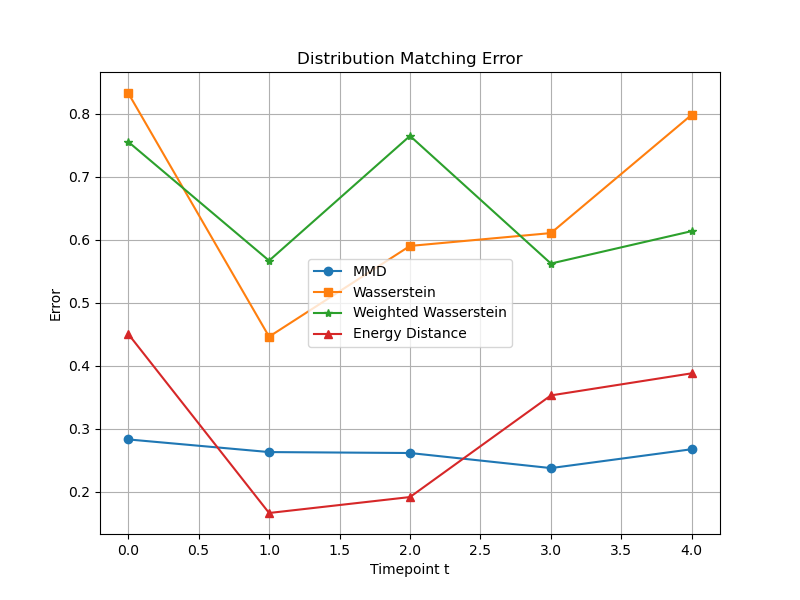 Distribution Matching Error
Error
0.8
0.7
0.6
0.5
0.4
0.3
0.2
MMD
Wasserstein
Weighted Wasserstein
Energy Distance
0.0 0.5 1.0 1.5 2.0 2.5 3.0 3.5 4.0
Timepoint t